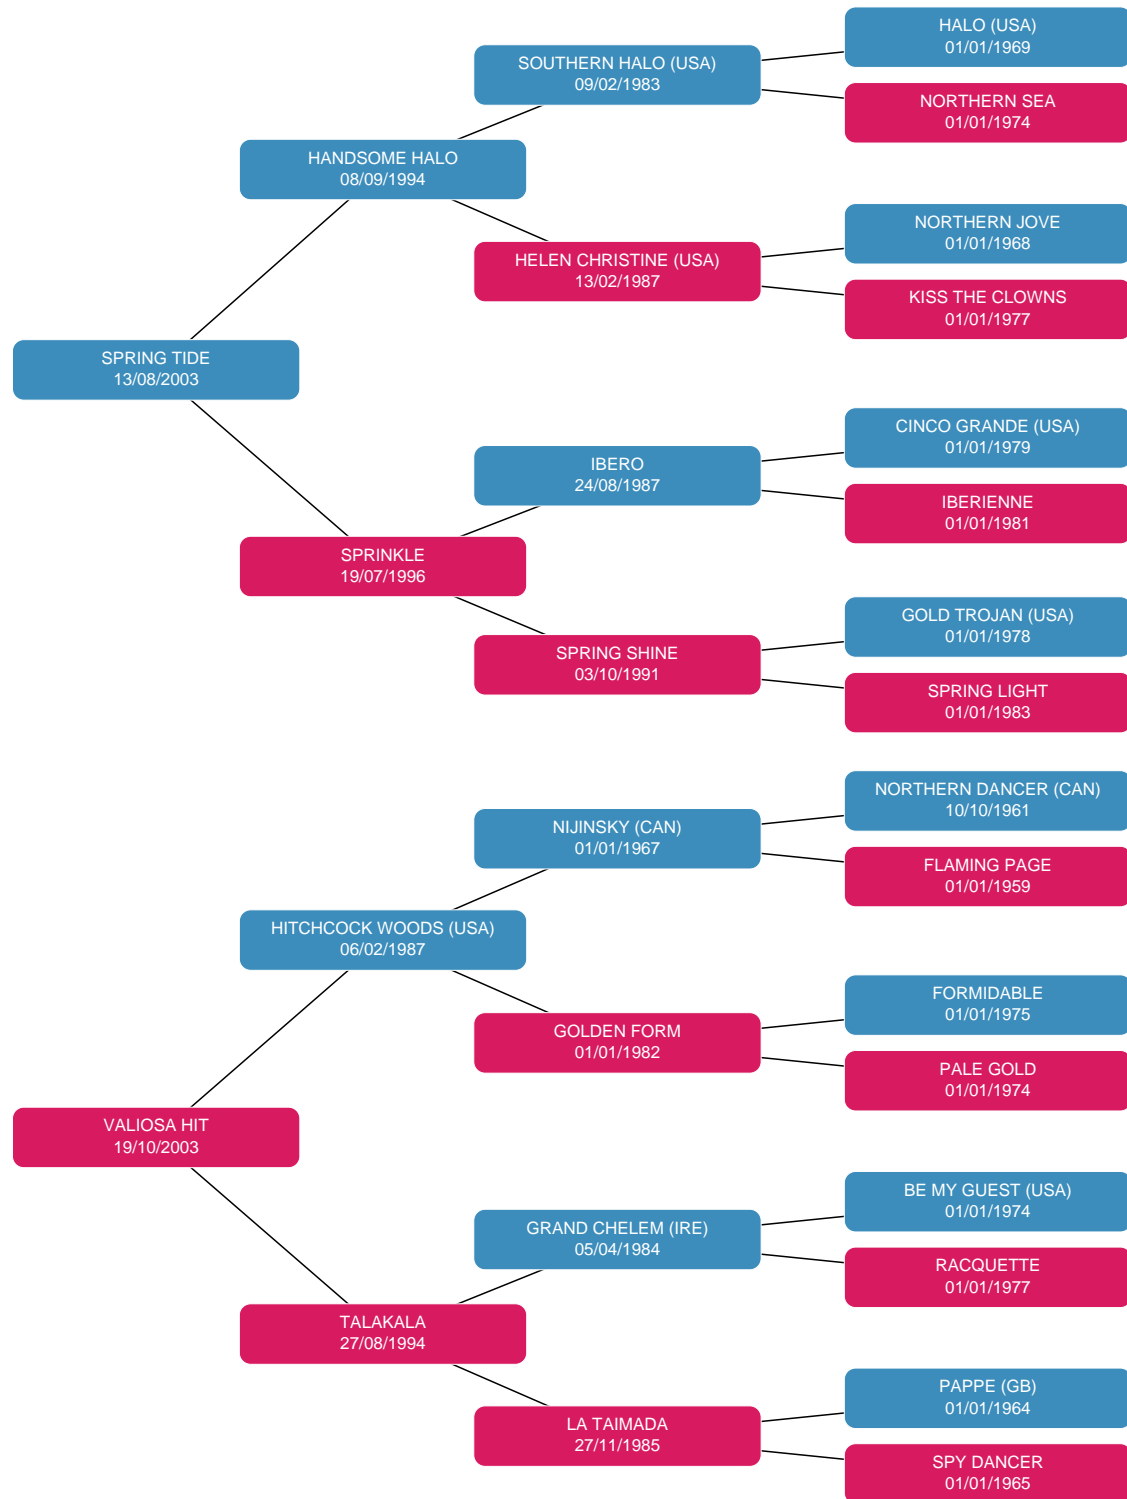 HALO (USA)
01/01/1969
SOUTHERN HALO (USA)
09/02/1983
NORTHERN SEA
01/01/1974
HANDSOME HALO
08/09/1994
NORTHERN JOVE
01/01/1968
HELEN CHRISTINE (USA)
13/02/1987
KISS THE CLOWNS
01/01/1977
SPRING TIDE
13/08/2003
CINCO GRANDE (USA)
01/01/1979
IBERO
24/08/1987
IBERIENNE
01/01/1981
SPRINKLE
19/07/1996
GOLD TROJAN (USA)
01/01/1978
SPRING SHINE
03/10/1991
SPRING LIGHT
01/01/1983
NORTHERN DANCER (CAN)
10/10/1961
NIJINSKY (CAN)
01/01/1967
FLAMING PAGE
01/01/1959
HITCHCOCK WOODS (USA)
06/02/1987
FORMIDABLE
01/01/1975
GOLDEN FORM
01/01/1982
PALE GOLD
01/01/1974
VALIOSA HIT
19/10/2003
BE MY GUEST (USA)
01/01/1974
GRAND CHELEM (IRE)
05/04/1984
RACQUETTE
01/01/1977
TALAKALA
27/08/1994
PAPPE (GB)
01/01/1964
LA TAIMADA
27/11/1985
SPY DANCER
01/01/1965